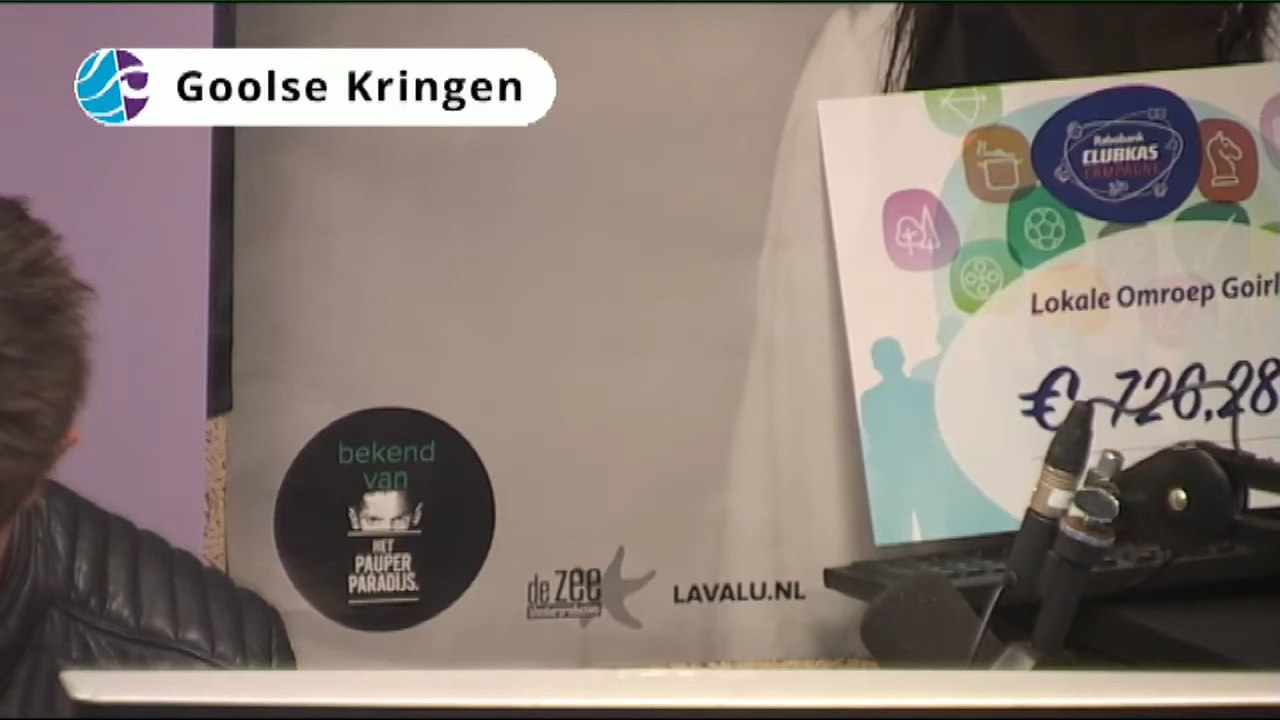 Goolse Kringen
Rabobank
CLUBKAS
CAMPAGNE
Lokale Omroep Goirl
€ 726,28
bekend
van
HET
PAUPER
PARADIJS.
de zee
LAVALU.NL